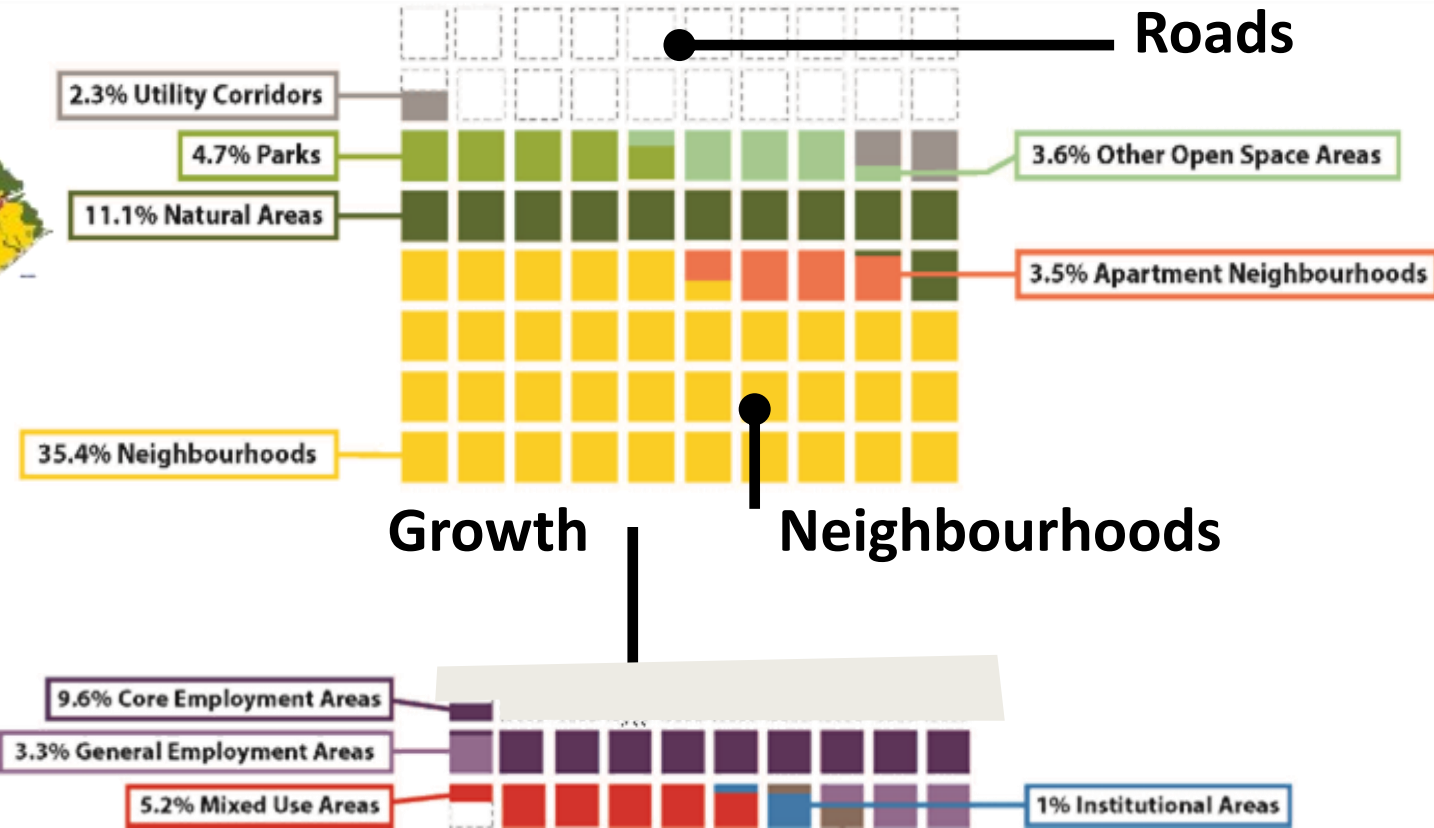 Roads
2.3% Utility Corridors
4.7% Parks
3.6% Other Open Space Areas
11.1% Natural Areas
3.5% Apartment Neighbourhoods
35.4% Neighbourhoods
Growth
Neighbourhoods
9.6% Core Employment Areas
3.3% General Employment Areas
5.2% Mixed Use Areas
1% Institutional Areas